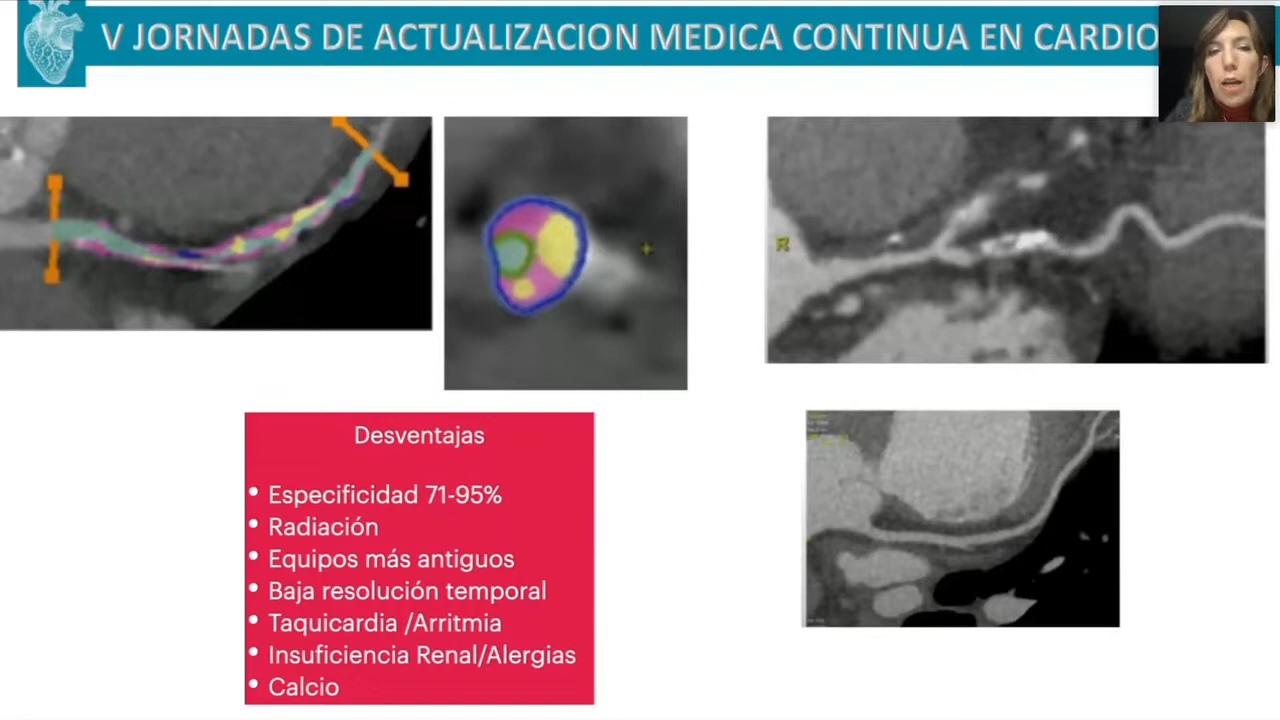 V JORNADAS DE ACTUALIZACION MEDICA CONTINUA EN CARDIO
R
Desventajas
• Especificidad 71-95%
• Radiación
• Equipos más antiguos
• Baja resolución temporal
• Taquicardia /Arritmia
• Insuficiencia Renal/Alergias
• Calcio